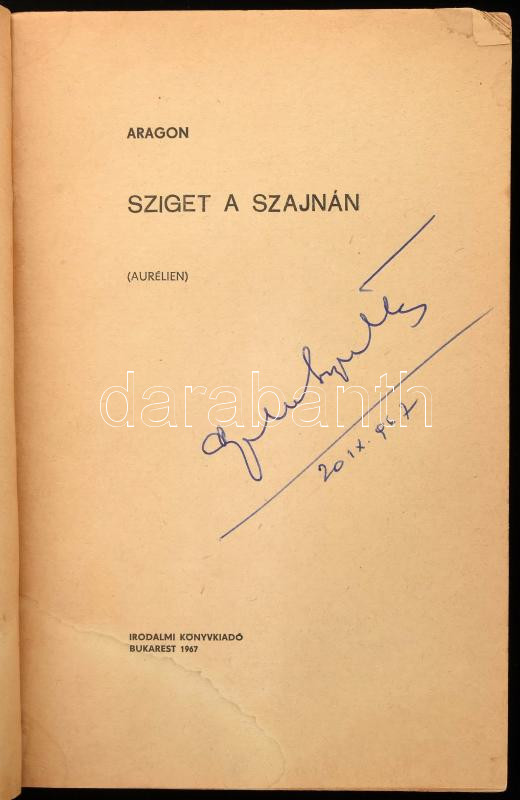 ARAGON
SZIGET A SZAJNÁN
(AURÉLIEN)
darabanth
20 IX. 967
IRODALMI KÖNYVKIADÓ
BUKAREST 1967